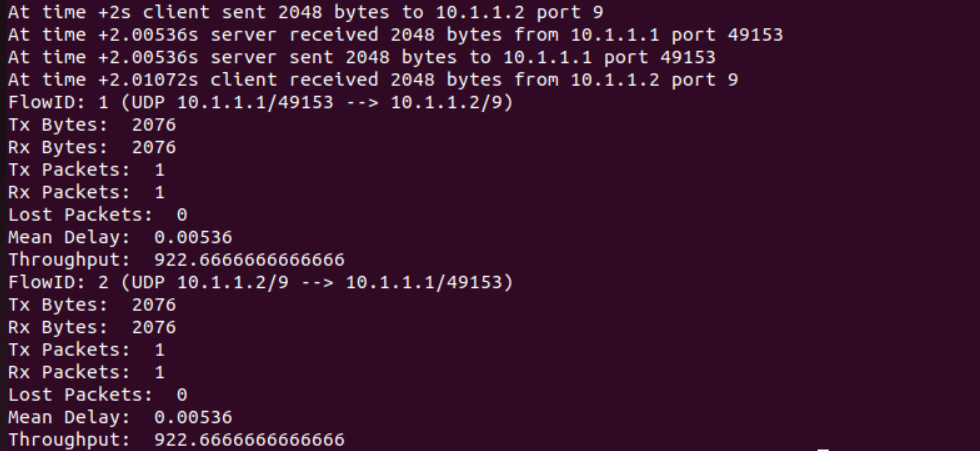 At time +2s client sent 2048 bytes to 10.1.1.2 port 9
At time +2.00536s server received 2048 bytes from 10.1.1.1 port 49153
At time +2.00536s server sent 2048 bytes to 10.1.1.1 port 49153
At time +2.01072s client received 2048 bytes from 10.1.1.2 port 9
FlowID: 1 (UDP 10.1.1.1/49153 --> 10.1.1.2/9)
Tx Bytes:  2076
Rx Bytes:  2076
Tx Packets:  1
Rx Packets:  1
Lost Packets:  0
Mean Delay:  0.00536
Throughput:  922.6666666666666
FlowID: 2 (UDP 10.1.1.2/9 --> 10.1.1.1/49153)
Tx Bytes:  2076
Rx Bytes:  2076
Tx Packets:  1
Rx Packets:  1
Lost Packets:  0
Mean Delay:  0.00536
Throughput:  922.6666666666666